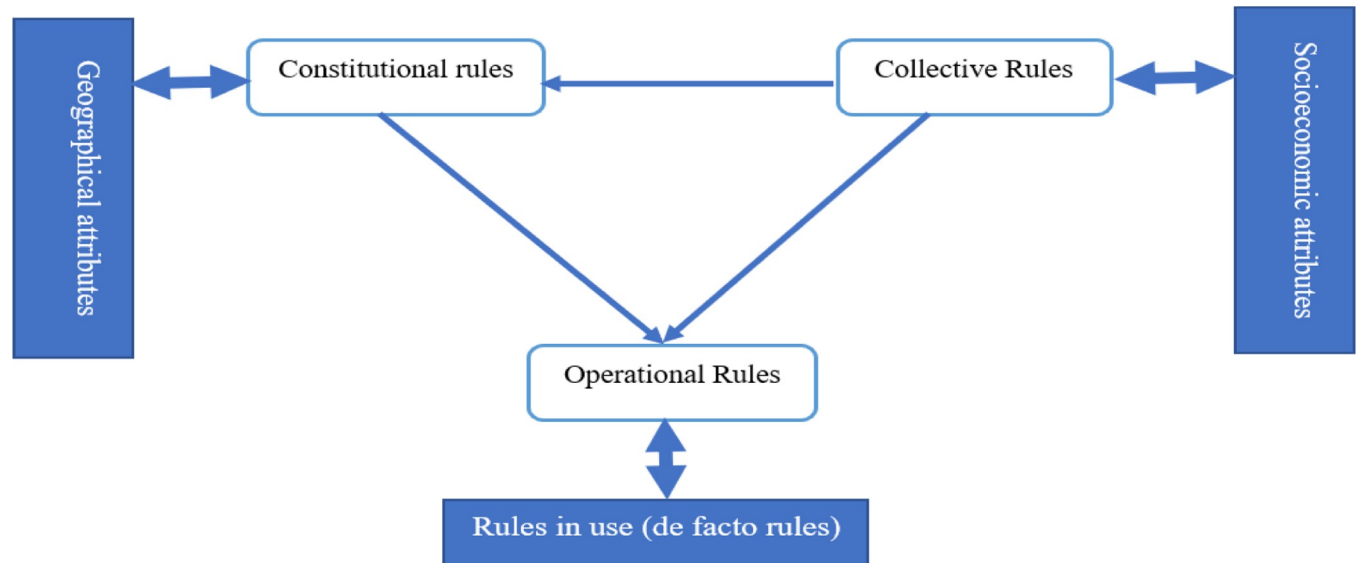 Geographical attributes
Constitutional rules
Collective Rules
Socioeconomic attributes
Operational Rules
Rules in use (de facto rules)